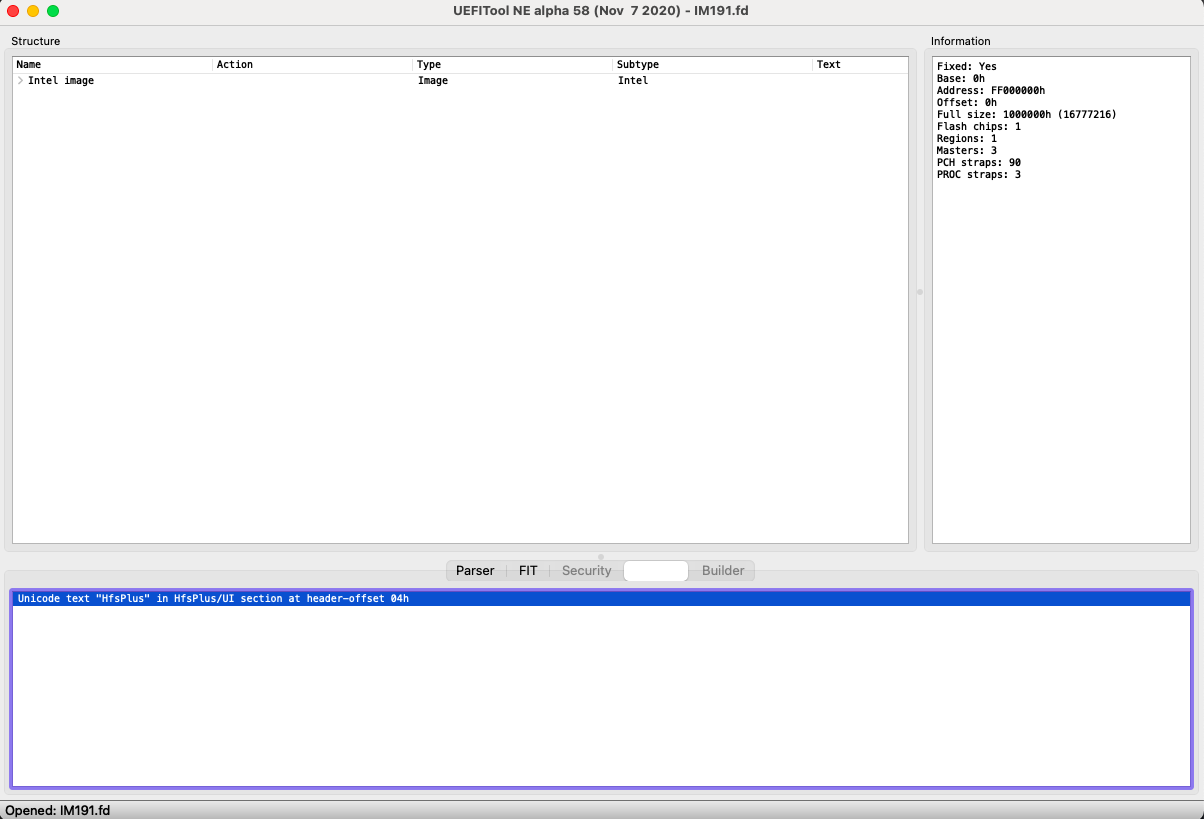 UEFITool NE alpha 58 (Nov  7 2020) - IM191.fd
Structure
Name Action Type Subtype Text
Intel image Image Intel
Information
Fixed: Yes
Base: 0h
Address: FF000000h
Offset: 0h
Full size: 1000000h (16777216)
Flash chips: 1
Regions: 1
Masters: 3
PCH straps: 90
PROC straps: 3
Parser FIT Security Builder
Unicode text "HfsPlus" in HfsPlus/UI section at header-offset 04h
Opened: IM191.fd